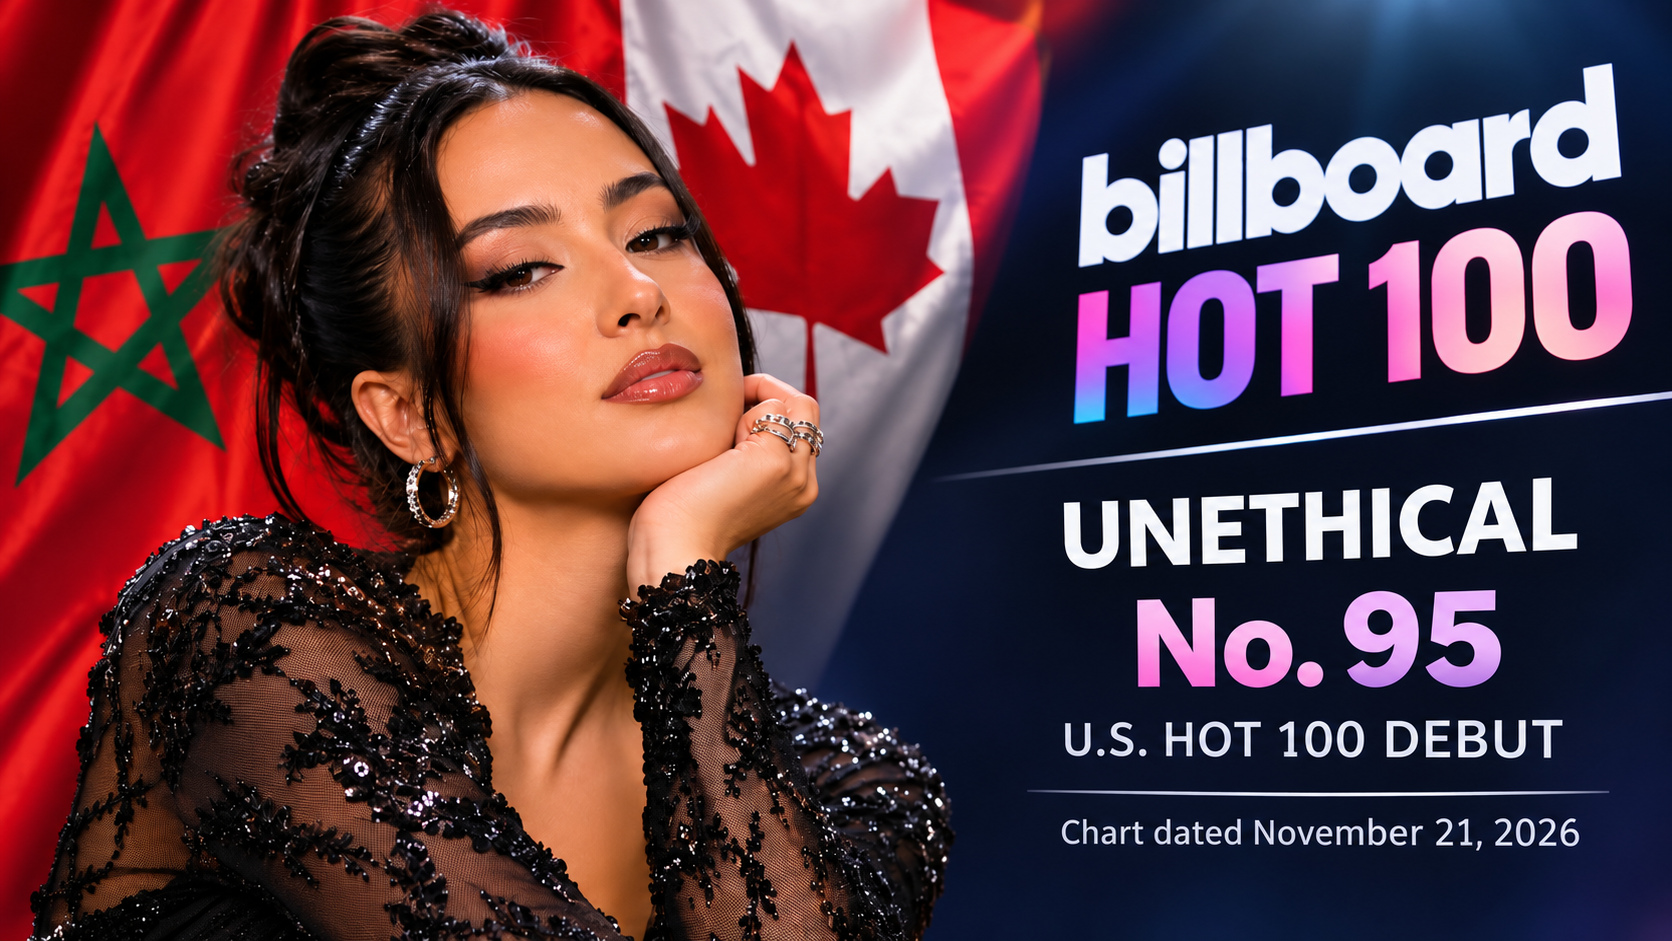 billboard
HOT 100
UNETHICAL
No. 95
U.S. HOT 100 DEBUT
Chart dated November 21, 2026